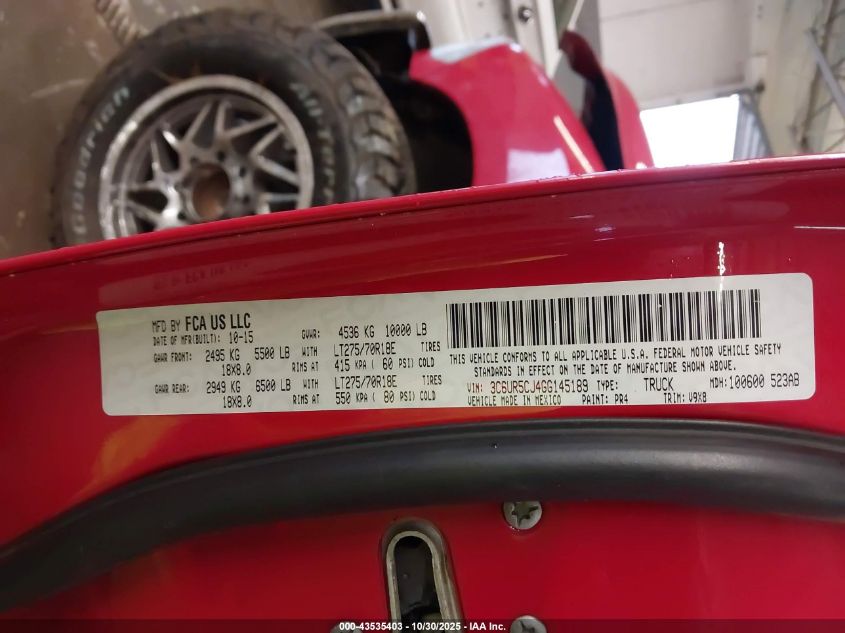 Goodrich
All-Terra
MFD BY FCA US LLC
DATE OF MFR(BUILT): 10-15
GVWR: 4536 KG 10000 LB
GAWR FRONT: 2495 KG 5500 LB WITH LT275/70R18E TIRES
18X8.0 RIMS AT 415 KPA ( 60 PSI) COLD
GAWR REAR: 2949 KG 6500 LB WITH LT275/70R18E TIRES
18X8.0 RIMS AT 550 KPA ( 80 PSI) COLD
THIS VEHICLE CONFORMS TO ALL APPLICABLE U.S.A. FEDERAL MOTOR VEHICLE SAFETY
STANDARDS IN EFFECT ON THE DATE OF MANUFACTURE SHOWN ABOVE.
VIN: 3C6UR5CJ4GG145189 TYPE: TRUCK MDH:100600 523AB
VEHICLE MADE IN MEXICO PAINT: PR4 TRIM: V9X8
000-43535403 - 10/30/2025 - IAA Inc.